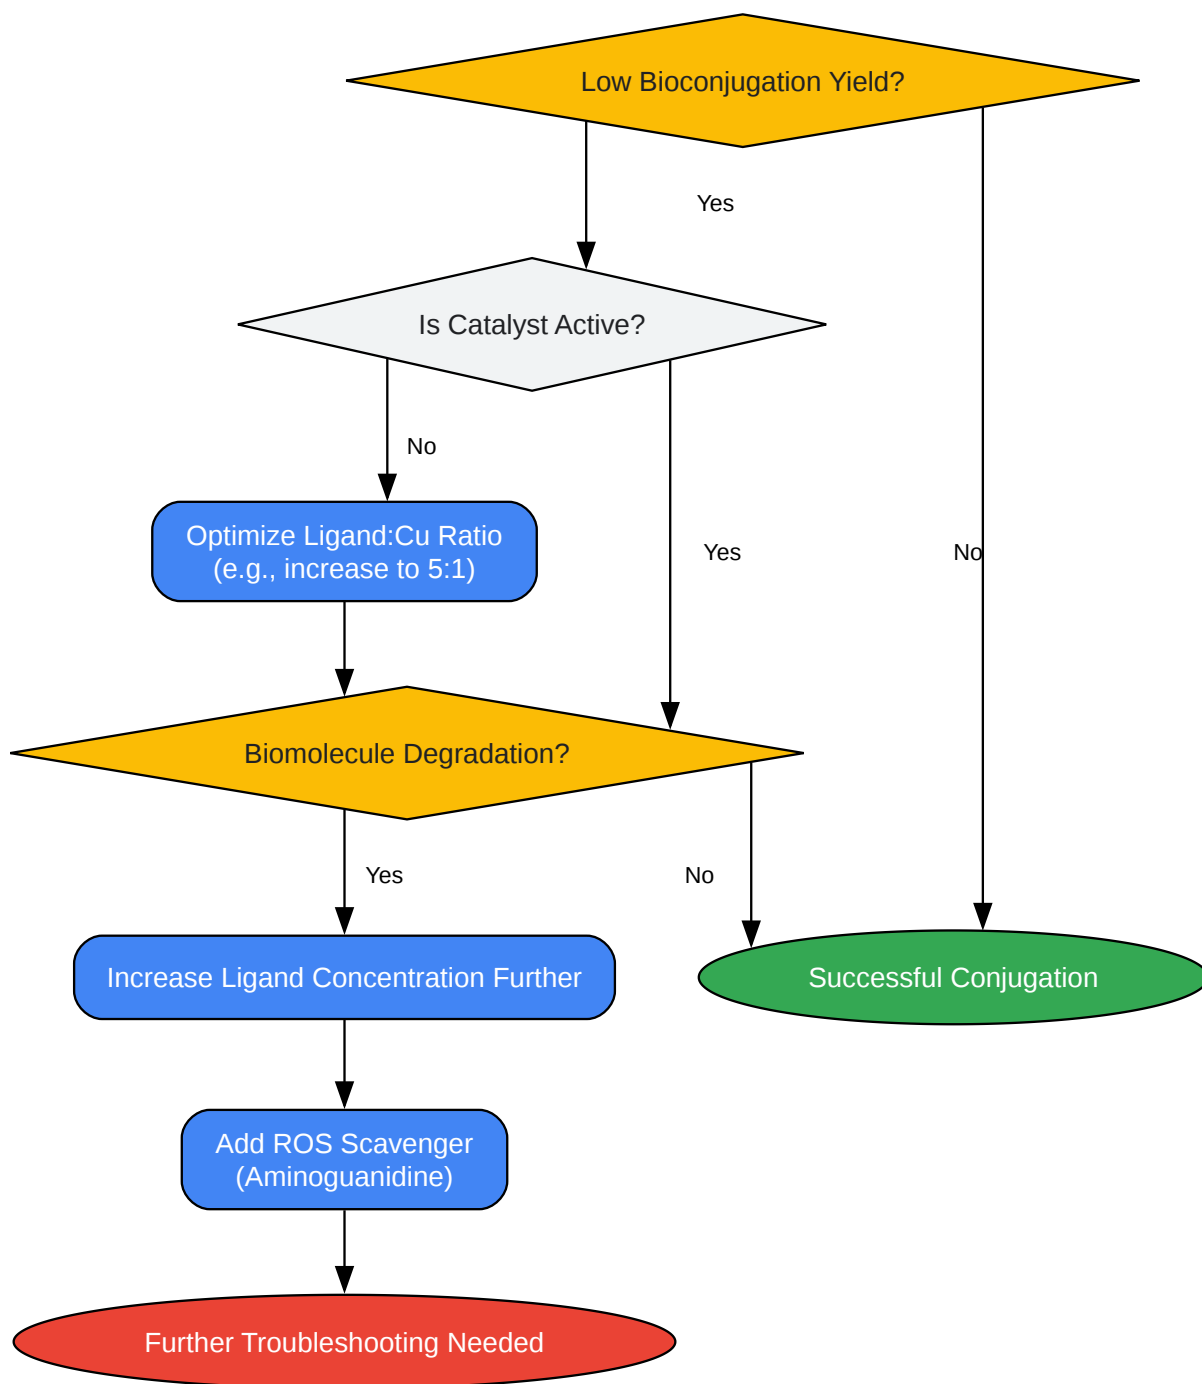 Low Bioconjugation Yield?
Yes
Is Catalyst Active?
No
Optimize Ligand:Cu Ratio
(e.g., increase to 5:1)
Yes
No
Biomolecule Degradation?
Yes
No
Increase Ligand Concentration Further
Successful Conjugation
Add ROS Scavenger
(Aminoguanidine)
Further Troubleshooting Needed